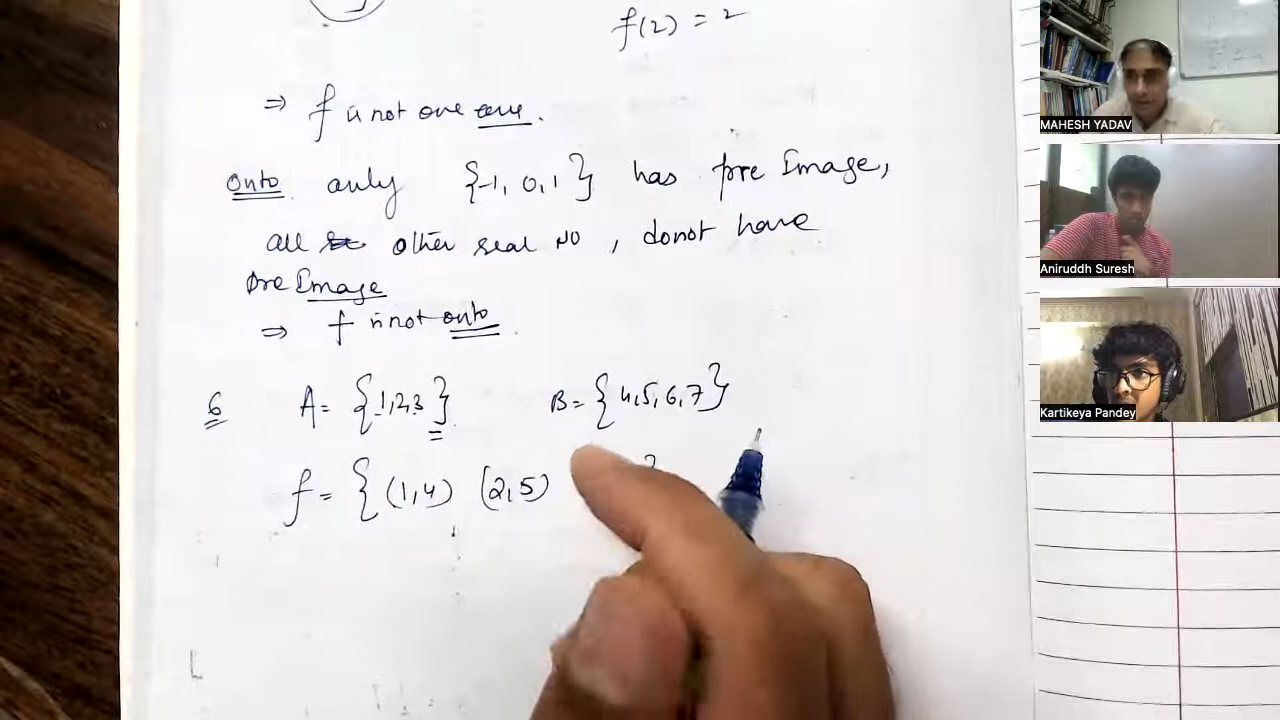 f(2) = 2
⇒ f is not one one.
Onto only {-1, 0, 1} has pre Image,
all other real NO, donot have
pre Image
⇒ f is not onto.
6 A = {1,2,3} B = {4,5,6,7}
f = { (1,4) (2,5)
MAHESH YADAV
Aniruddh Suresh
Kartikeya Pandey